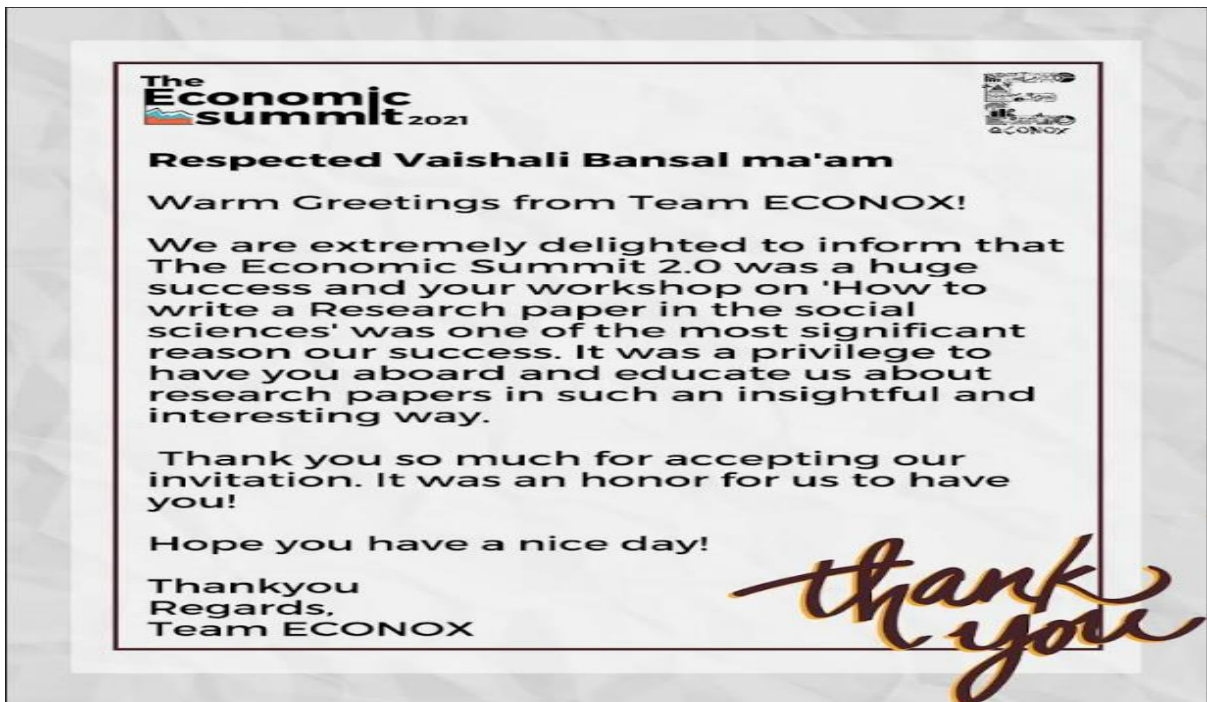 The
Economic
summit 2021
ECONOX
Respected Vaishali Bansal ma'am
Warm Greetings from Team ECONOX!
We are extremely delighted to inform that
The Economic Summit 2.0 was a huge
success and your workshop on 'How to
write a Research paper in the social
sciences' was one of the most significant
reason our success. It was a privilege to
have you aboard and educate us about
research papers in such an insightful and
interesting way.
Thank you so much for accepting our
invitation. It was an honor for us to have
you!
Hope you have a nice day!
Thankyou
Regards,
Team ECONOX
thank
you